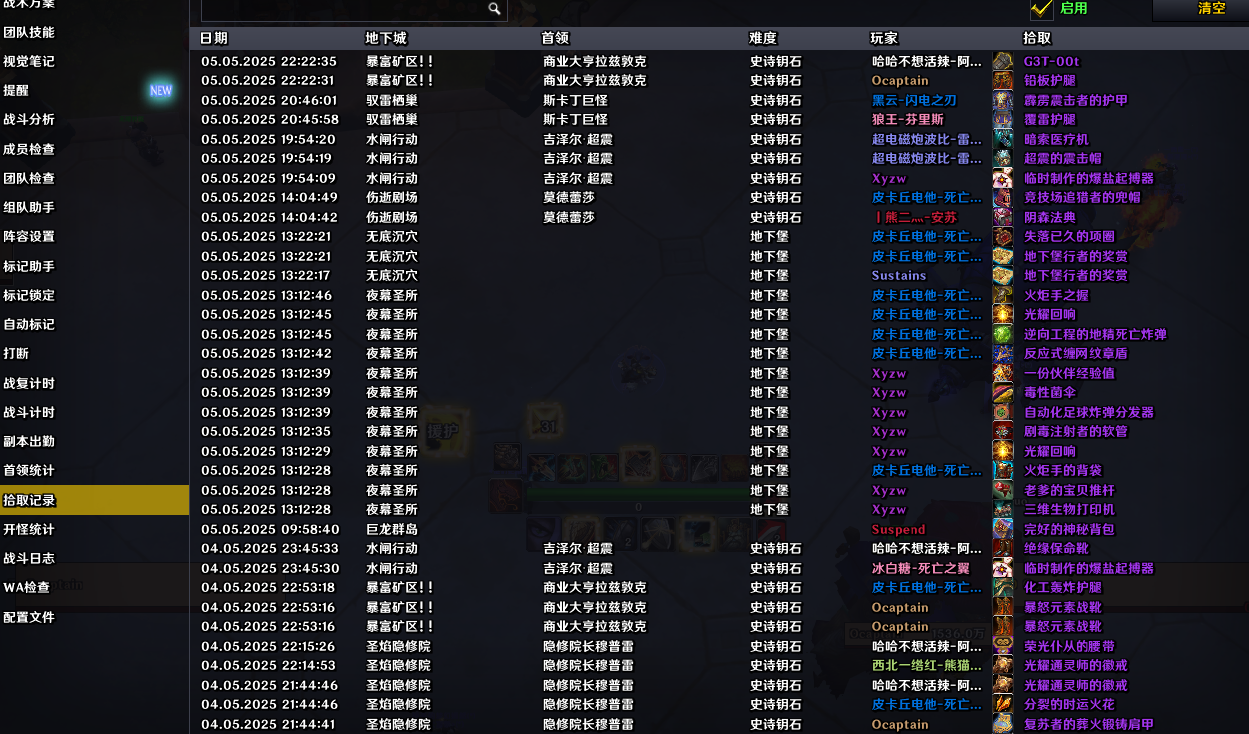 战术方案
团队技能
视觉笔记
提醒 NEW
战斗分析
成员检查
团队检查
组队助手
阵容设置
标记助手
标记锁定
自动标记
打断
战复计时
战斗计时
副本出勤
首领统计
拾取记录
开怪统计
战斗日志
WA检查
配置文件
启用 清空
日期 地下城 首领 难度 玩家 拾取
05.05.2025 22:22:35 暴富矿区!! 商业大亨拉兹敦克 史诗钥石 哈哈不想活辣-阿... G3T-00t
05.05.2025 22:22:31 暴富矿区!! 商业大亨拉兹敦克 史诗钥石 Ocaptain 铅板护腿
05.05.2025 20:46:01 驭雷栖巢 斯卡丁巨怪 史诗钥石 黑云-闪电之刃 霹雳震击者的护甲
05.05.2025 20:45:58 驭雷栖巢 斯卡丁巨怪 史诗钥石 狼王-芬里斯 覆雷护腿
05.05.2025 19:54:20 水闸行动 吉泽尔·超震 史诗钥石 超电磁炮波比-雷... 暗索医疗机
05.05.2025 19:54:19 水闸行动 吉泽尔·超震 史诗钥石 超电磁炮波比-雷... 超震的震击帽
05.05.2025 19:54:09 水闸行动 吉泽尔·超震 史诗钥石 Xyzw 临时制作的爆盐起搏器
05.05.2025 14:04:49 伤逝剧场 莫德蕾莎 史诗钥石 皮卡丘电他-死亡... 竞技场追猎者的兜帽
05.05.2025 14:04:42 伤逝剧场 莫德蕾莎 史诗钥石 丨熊二灬-安苏 阴森法典
05.05.2025 13:22:21 无底沉穴 地下堡 皮卡丘电他-死亡... 失落已久的项圈
05.05.2025 13:22:21 无底沉穴 地下堡 皮卡丘电他-死亡... 地下堡行者的奖赏
05.05.2025 13:22:17 无底沉穴 地下堡 Sustains 地下堡行者的奖赏
05.05.2025 13:12:46 夜幕圣所 地下堡 皮卡丘电他-死亡... 火炬手之握
05.05.2025 13:12:45 夜幕圣所 地下堡 皮卡丘电他-死亡... 光耀回响
05.05.2025 13:12:45 夜幕圣所 地下堡 皮卡丘电他-死亡... 逆向工程的地精死亡炸弹
05.05.2025 13:12:42 夜幕圣所 地下堡 皮卡丘电他-死亡... 反应式缠网纹章盾
05.05.2025 13:12:39 夜幕圣所 地下堡 Xyzw 一份伙伴经验值
05.05.2025 13:12:39 夜幕圣所 地下堡 Xyzw 毒性菌伞
05.05.2025 13:12:39 夜幕圣所 地下堡 Xyzw 自动化足球炸弹分发器
05.05.2025 13:12:35 夜幕圣所 地下堡 Xyzw 剧毒注射者的软管
05.05.2025 13:12:29 夜幕圣所 地下堡 Xyzw 光耀回响
05.05.2025 13:12:28 夜幕圣所 地下堡 皮卡丘电他-死亡... 火炬手的背袋
05.05.2025 13:12:28 夜幕圣所 地下堡 Xyzw 老爹的宝贝推杆
05.05.2025 13:12:28 夜幕圣所 地下堡 Xyzw 三维生物打印机
05.05.2025 09:58:40 巨龙群岛 Suspend 完好的神秘背包
04.05.2025 23:45:33 水闸行动 吉泽尔·超震 史诗钥石 哈哈不想活辣-阿... 绝缘保命靴
04.05.2025 23:45:30 水闸行动 吉泽尔·超震 史诗钥石 冰白糖-死亡之翼 临时制作的爆盐起搏器
04.05.2025 22:53:18 暴富矿区!! 商业大亨拉兹敦克 史诗钥石 皮卡丘电他-死亡... 化工轰炸护腿
04.05.2025 22:53:16 暴富矿区!! 商业大亨拉兹敦克 史诗钥石 Ocaptain 暴怒元素战靴
04.05.2025 22:53:16 暴富矿区!! 商业大亨拉兹敦克 史诗钥石 Ocaptain 暴怒元素战靴
04.05.2025 22:15:26 圣焰隐修院 隐修院长穆普雷 史诗钥石 哈哈不想活辣-阿... 荣光仆从的腰带
04.05.2025 22:14:53 圣焰隐修院 隐修院长穆普雷 史诗钥石 西北一绺红-熊猫... 光耀通灵师的徽戒
04.05.2025 21:44:46 圣焰隐修院 隐修院长穆普雷 史诗钥石 哈哈不想活辣-阿... 光耀通灵师的徽戒
04.05.2025 21:44:46 圣焰隐修院 隐修院长穆普雷 史诗钥石 皮卡丘电他-死亡... 分裂的时运火花
04.05.2025 21:44:41 圣焰隐修院 隐修院长穆普雷 史诗钥石 Ocaptain 复苏者的葬火锻铸肩甲